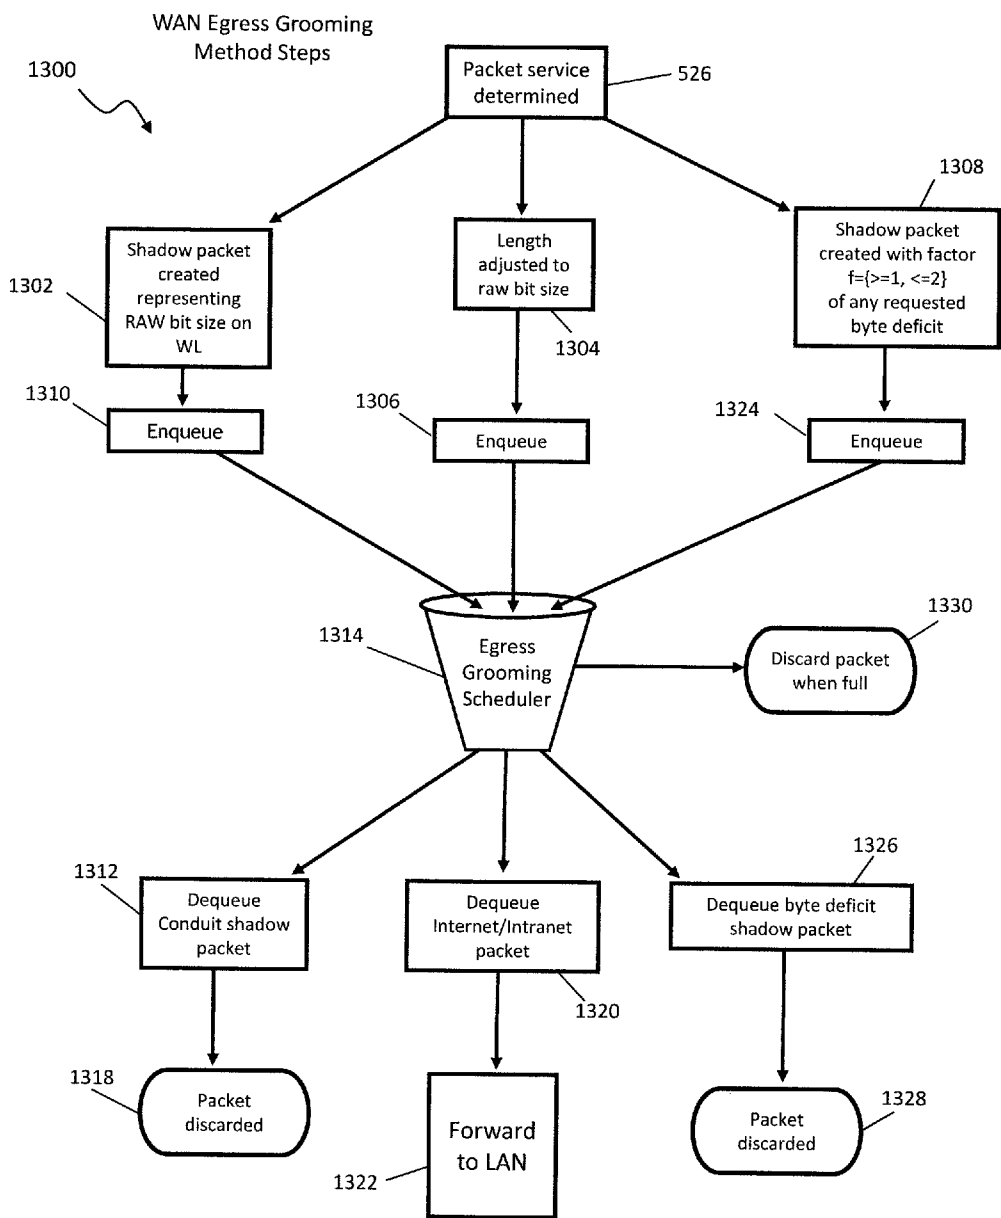 WAN Egress Grooming
Method Steps
1300
Packet service
determined
526
1308
Shadow packet
created
representing
RAW bit size on
WL
1302
Length
adjusted to
raw bit size
1304
Shadow packet
created with factor
f={>=1, <=2}
of any requested
byte deficit
1310
Enqueue
1306
Enqueue
1324
Enqueue
1314
Egress
Grooming
Scheduler
1330
Discard packet
when full
1312
Dequeue
Conduit shadow
packet
Dequeue
Internet/Intranet
packet
1320
1326
Dequeue byte deficit
shadow packet
1318
Packet
discarded
Forward
to LAN
1322
Packet
discarded
1328